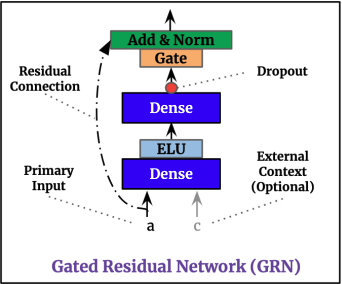 Add & Norm
Gate
Residual
Connection
Dropout
Dense
ELU
Dense
Primary
Input
External
Context
(Optional)
a
c
Gated Residual Network (GRN)